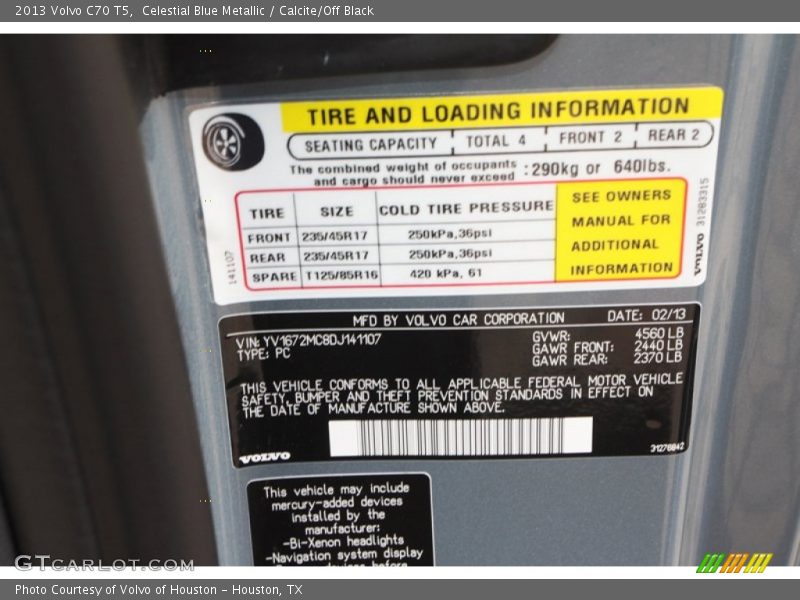 2013 Volvo C70 T5,  Celestial Blue Metallic / Calcite/Off Black
TIRE AND LOADING INFORMATION
SEATING CAPACITY TOTAL 4 FRONT 2 REAR 2
The combined weight of occupants
and cargo should never exceed : 290kg or 640lbs.
TIRE SIZE COLD TIRE PRESSURE
FRONT 235/45R17 250kPa,36psi
REAR 235/45R17 250kPa,36psi
SPARE T125/85R16 420 kPa, 61
SEE OWNERS
MANUAL FOR
ADDITIONAL
INFORMATION
141107
VOLVO 31283315
MFD BY VOLVO CAR CORPORATION DATE: 02/13
VIN: YV1672MC8DJ141107
TYPE: PC
GVWR: 4560 LB
GAWR FRONT: 2440 LB
GAWR REAR: 2370 LB
THIS VEHICLE CONFORMS TO ALL APPLICABLE FEDERAL MOTOR VEHICLE
SAFETY, BUMPER AND THEFT PREVENTION STANDARDS IN EFFECT ON
THE DATE OF MANUFACTURE SHOWN ABOVE.
VOLVO 31278842
This vehicle may include
mercury-added devices
installed by the
manufacturer:
-Bi-Xenon headlights
-Navigation system display
GTcarlot.com
Photo Courtesy of Volvo of Houston - Houston, TX